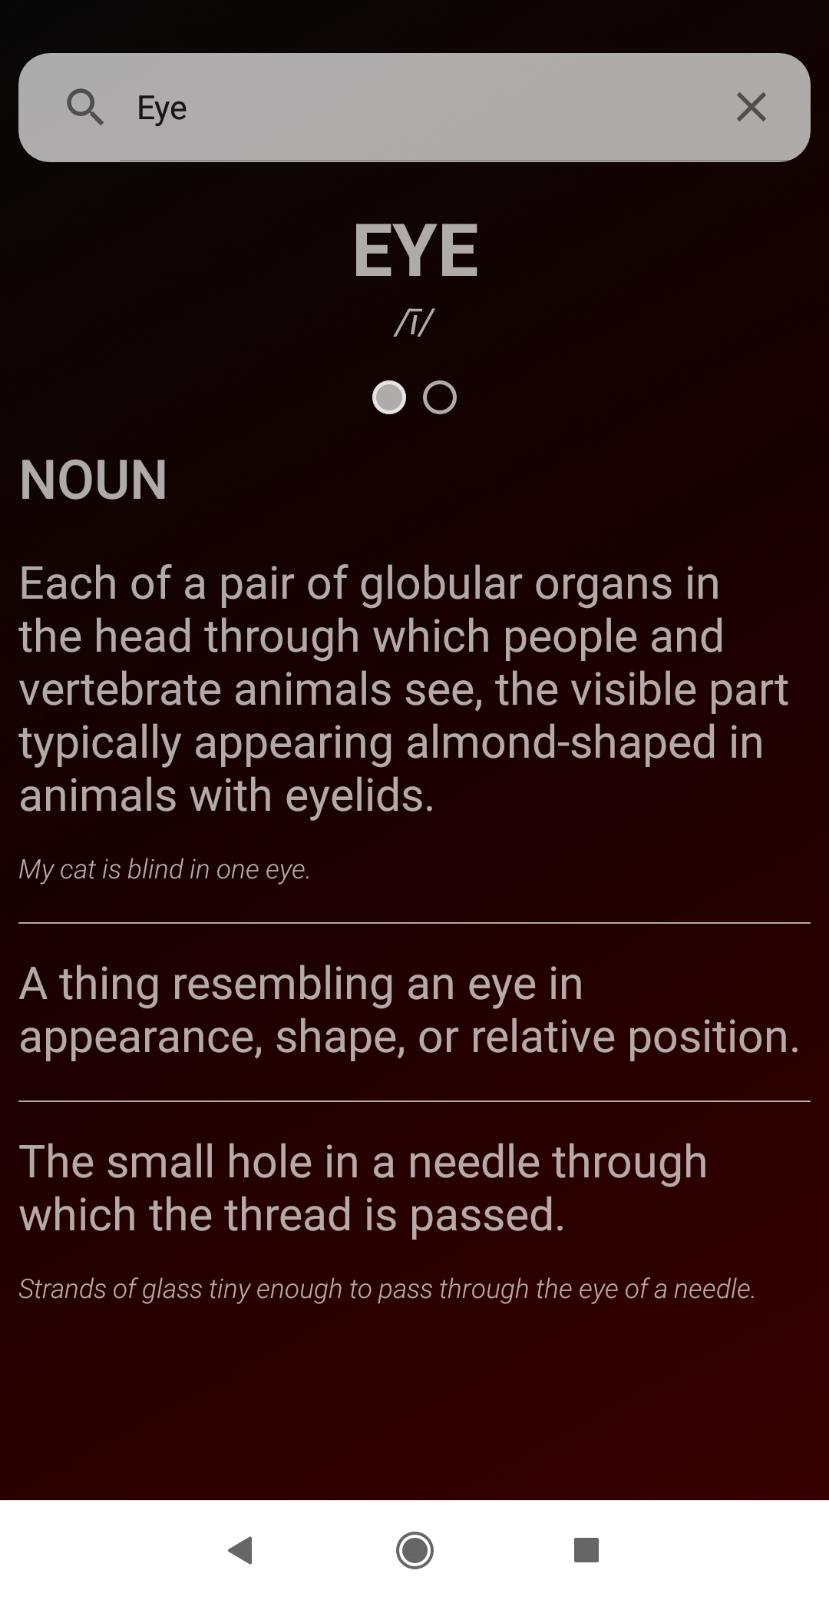 Eye
EYE
/ī/
NOUN
Each of a pair of globular organs in
the head through which people and
vertebrate animals see, the visible part
typically appearing almond-shaped in
animals with eyelids.
My cat is blind in one eye.
A thing resembling an eye in
appearance, shape, or relative position.
The small hole in a needle through
which the thread is passed.
Strands of glass tiny enough to pass through the eye of a needle.